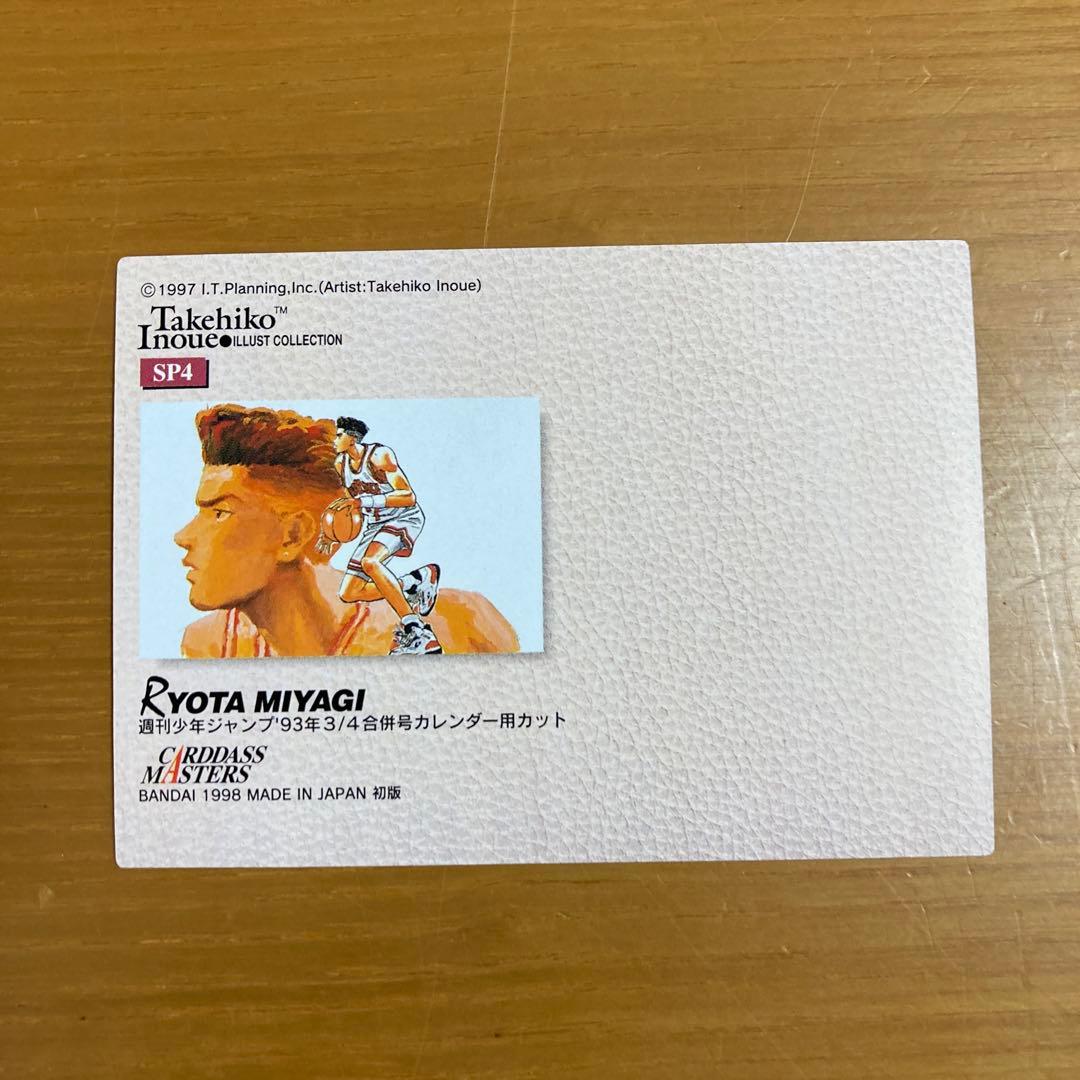 ©1997 I.T.Planning,Inc.(Artist:Takehiko Inoue)
Takehiko™
Inoue●ILLUST COLLECTION
SP4
RYOTA MIYAGI
週刊少年ジャンプ'93年3/4合併号カレンダー用カット
CARDDASS
MASTERS
BANDAI 1998 MADE IN JAPAN 初版